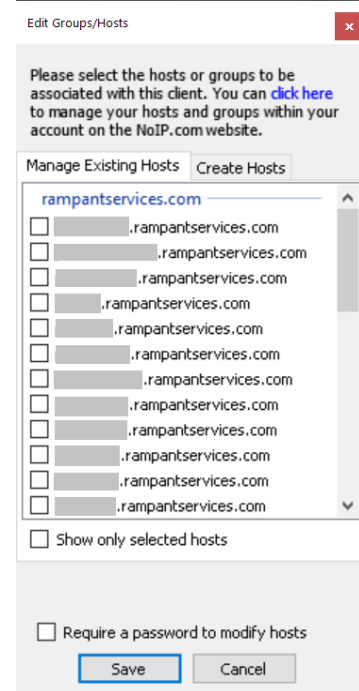 Edit Groups/Hosts
Please select the hosts or groups to be
associated with this client. You can click here
to manage your hosts and groups within your
account on the NoIP.com website.
Manage Existing Hosts Create Hosts
rampantservices.com
.rampantservices.com
.rampantservices.com
.rampantservices.com
.rampantservices.com
.rampantservices.com
.rampantservices.com
.rampantservices.com
.rampantservices.com
.rampantservices.com
.rampantservices.com
.rampantservices.com
.rampantservices.com
Show only selected hosts
Require a password to modify hosts
Save Cancel